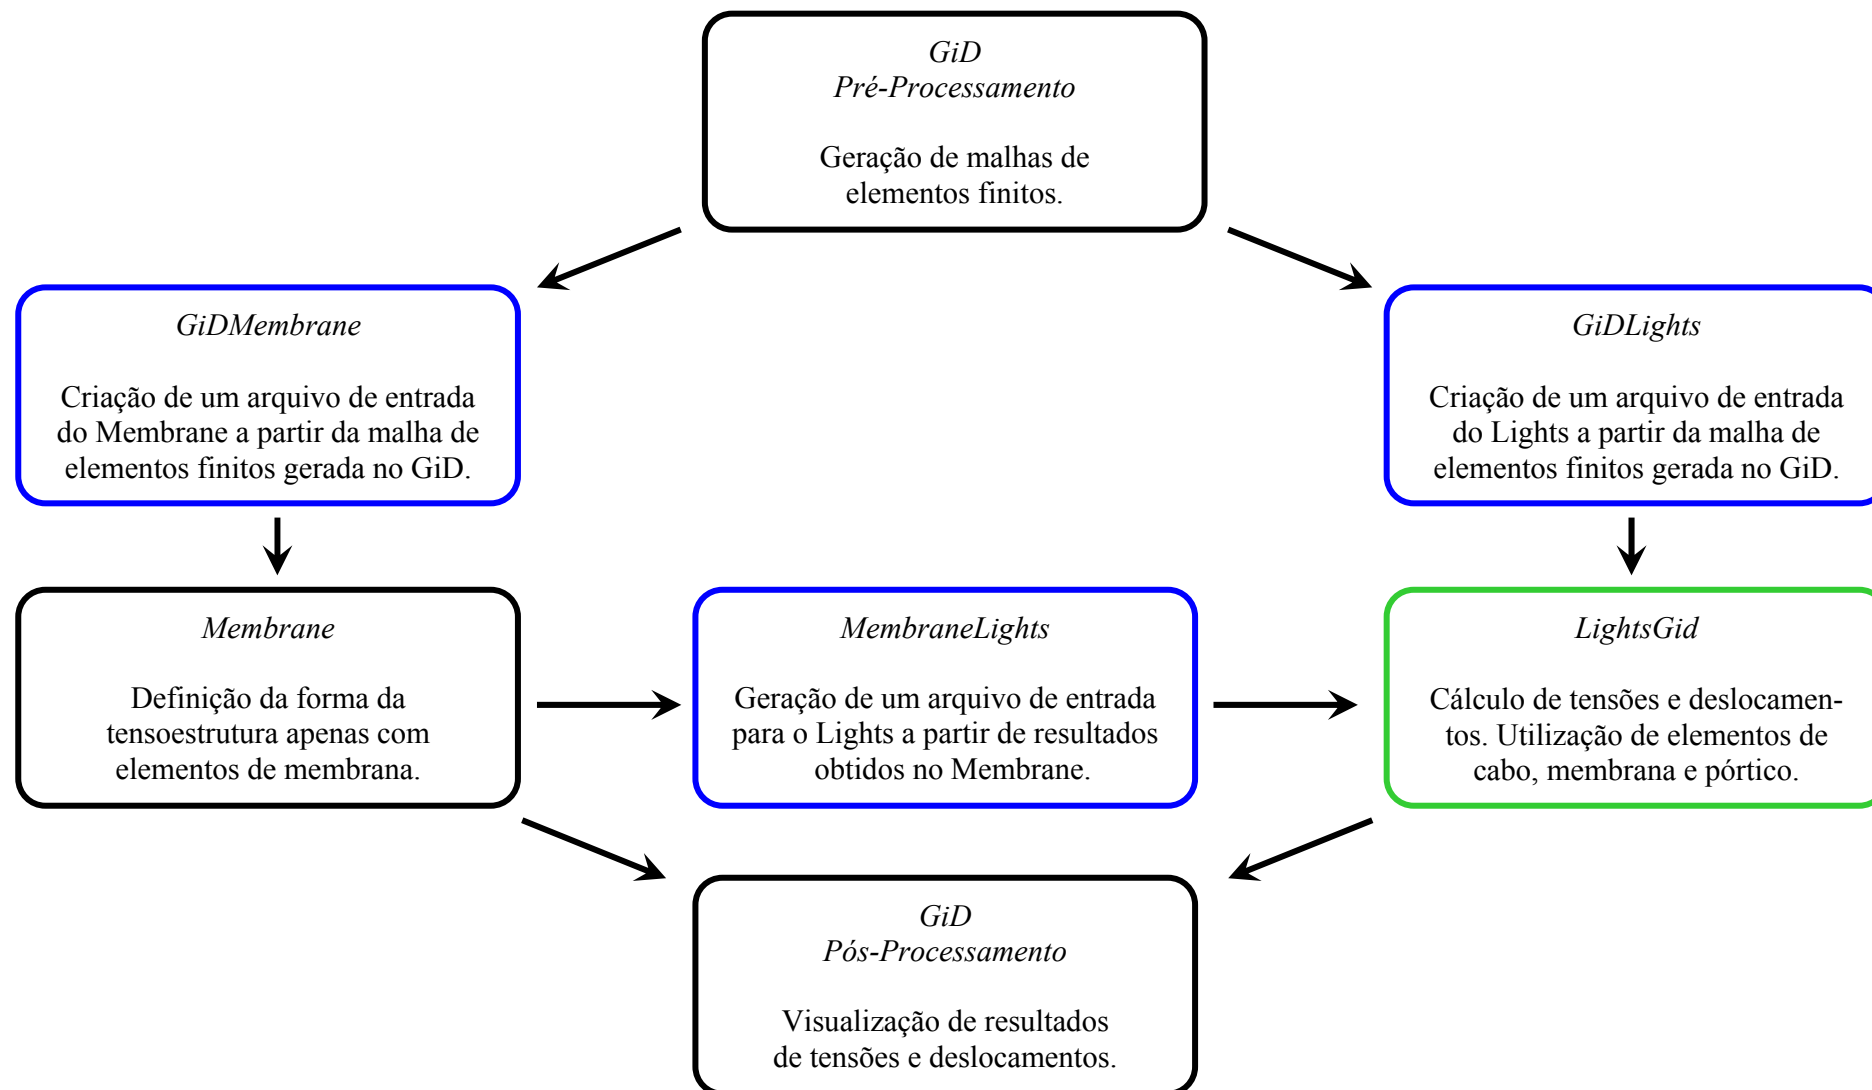 GiD
Pré-Processamento
Geração de malhas de
elementos finitos.
GiDMembrane
Criação de um arquivo de entrada
do Membrane a partir da malha de
elementos finitos gerada no GiD.
GiDLights
Criação de um arquivo de entrada
do Lights a partir da malha de
elementos finitos gerada no GiD.
Membrane
Definição da forma da
tensoestrutura apenas com
elementos de membrana.
MembraneLights
Geração de um arquivo de entrada
para o Lights a partir de resultados
obtidos no Membrane.
LightsGid
Cálculo de tensões e deslocamen-
tos. Utilização de elementos de
cabo, membrana e pórtico.
GiD
Pós-Processamento
Visualização de resultados
de tensões e deslocamentos.